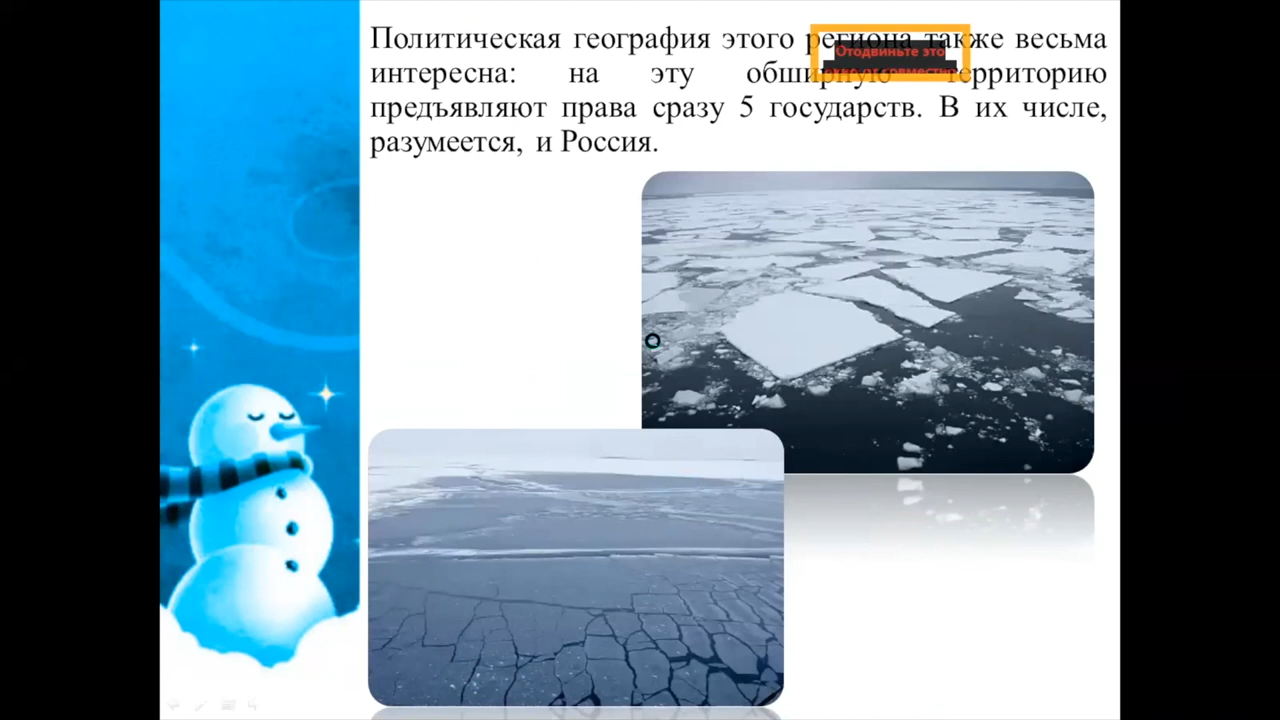 Политическая география этого региона также весьма
интересна: на эту обширную территорию
предъявляют права сразу 5 государств. В их числе,
разумеется, и Россия.
Отодвиньте это